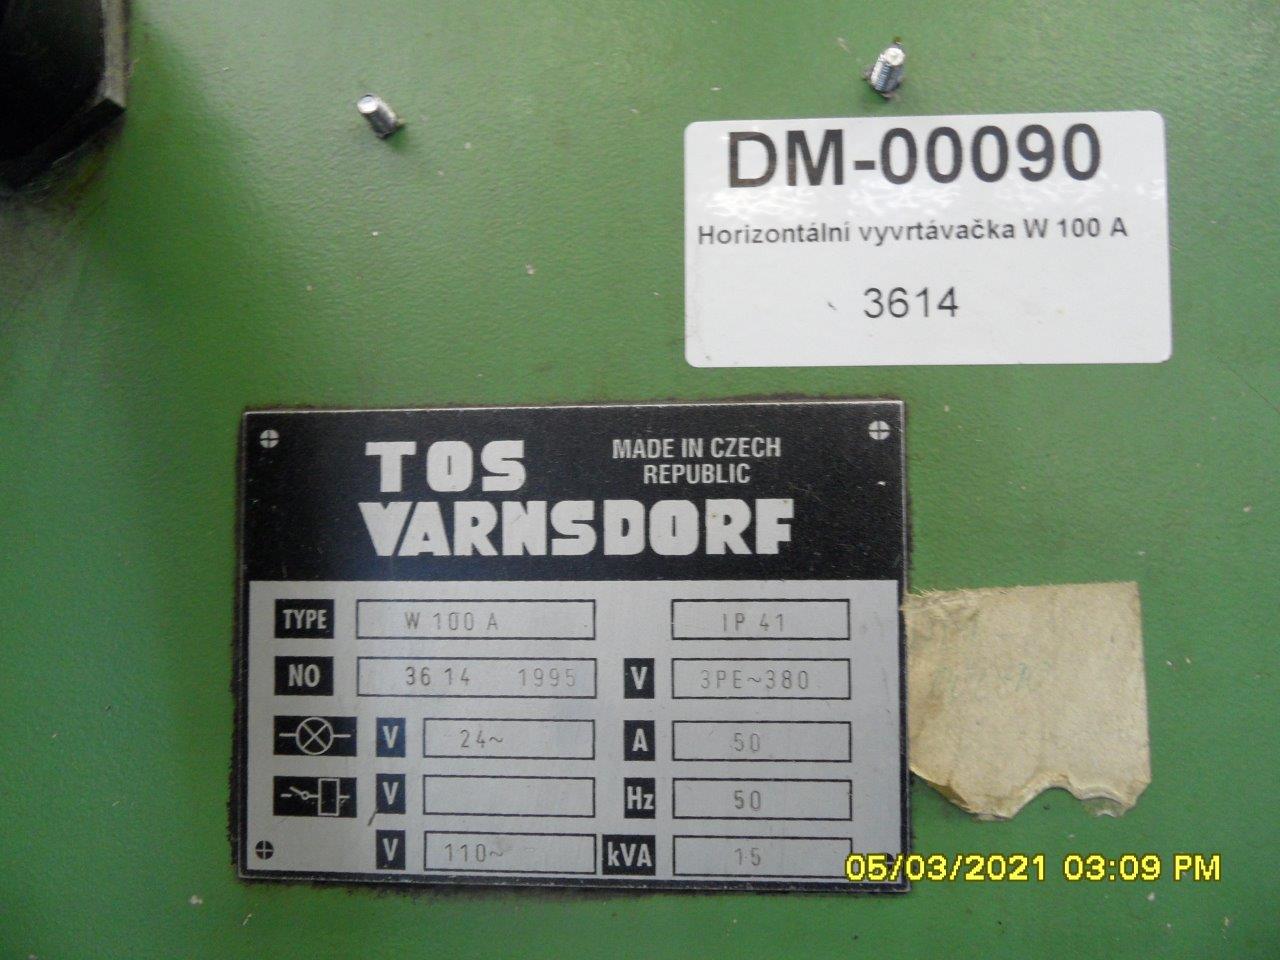 DM-00090
Horizontální vyvrtávačka W 100 A
3614
TOS
MADE IN CZECH
REPUBLIC
VARNSDORF
TYPE W 100 A IP 41
NO 36 14 1995 V 3PE~380
V 24~ A 50
V Hz 50
V 110~ kVA 15
05/03/2021 03:09 PM